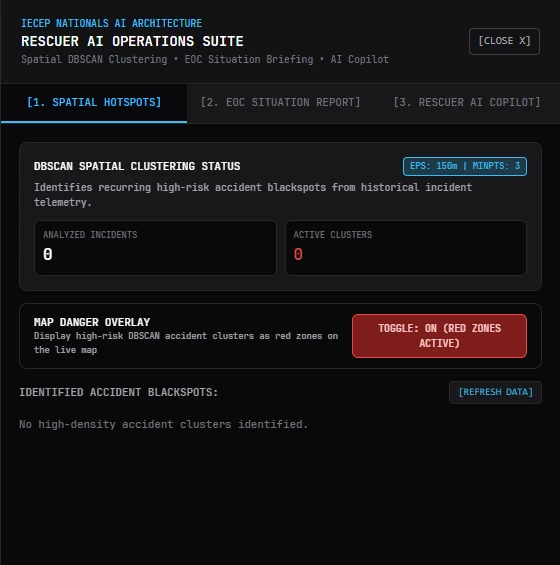 IECEP NATIONALS AI ARCHITECTURE
RESCUER AI OPERATIONS SUITE
Spatial DBSCAN Clustering • EOC Situation Briefing • AI Copilot
[CLOSE X]
[1. SPATIAL HOTSPOTS]
[2. EOC SITUATION REPORT]
[3. RESCUER AI COPILOT]
DBSCAN SPATIAL CLUSTERING STATUS
EPS: 150m | MINPTS: 3
Identifies recurring high-risk accident blackspots from historical incident
telemetry.
ANALYZED INCIDENTS
0
ACTIVE CLUSTERS
0
MAP DANGER OVERLAY
Display high-risk DBSCAN accident clusters as red zones on
the live map
TOGGLE: ON (RED ZONES
ACTIVE)
IDENTIFIED ACCIDENT BLACKSPOTS:
[REFRESH DATA]
No high-density accident clusters identified.